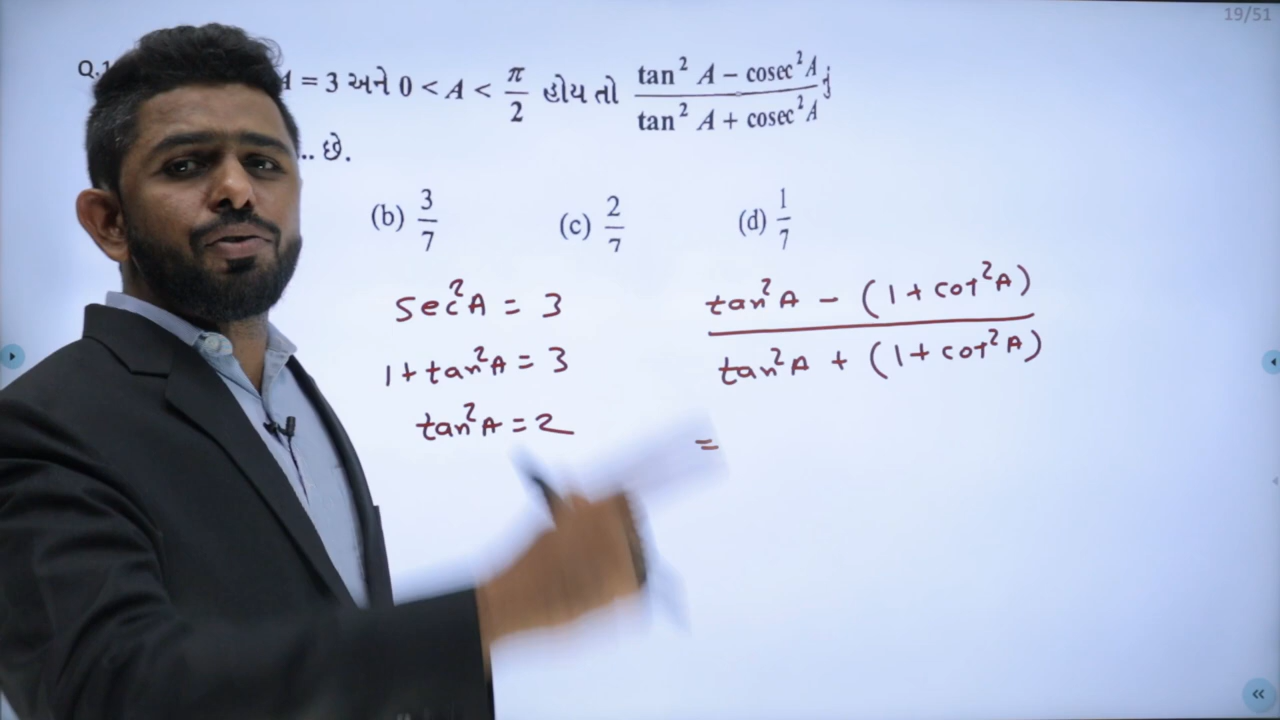 19/51
Q.1
A = 3 અને 0 < A < π/2 હોય તો (tan² A − cosec² A)/(tan² A + cosec² A) નું
.. છે.
(b) 3/7 (c) 2/7 (d) 1/7
sec²A = 3
1 + tan²A = 3
tan²A = 2
(tan²A − (1 + cot²A))/(tan²A + (1 + cot²A))
=